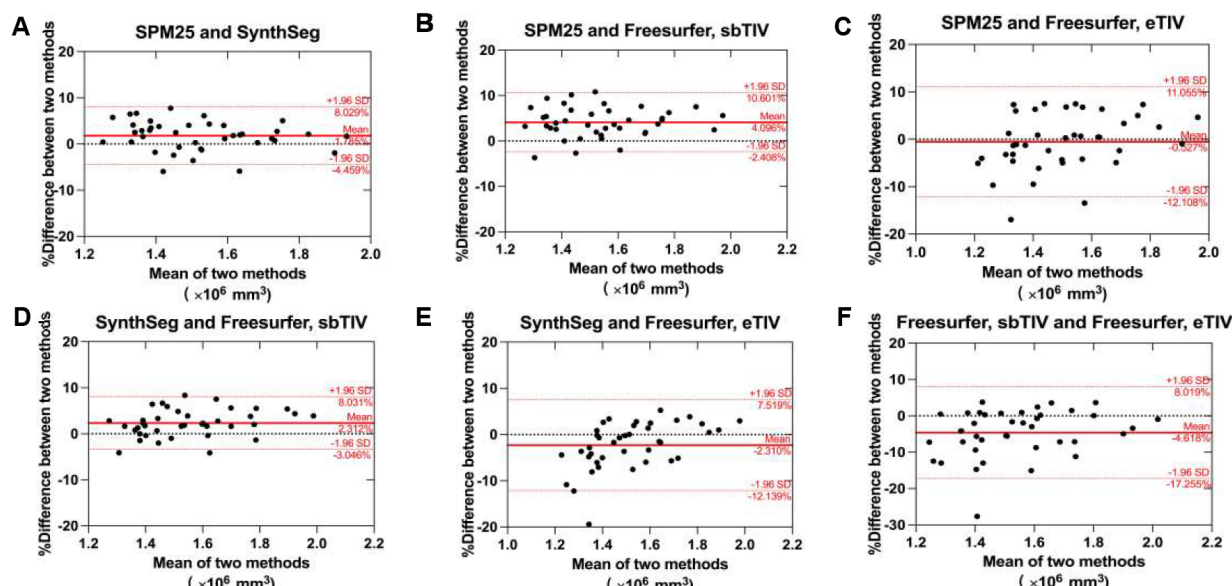 A
SPM25 and SynthSeg
%Difference between two methods
20
10
0
-10
-20
+1.96 SD
8.029%
Mean
1.785%
-1.96 SD
-4.459%
1.2 1.4 1.6 1.8 2.0
Mean of two methods
( ×10⁶ mm³)
B
SPM25 and Freesurfer, sbTIV
%Difference between two methods
20
10
0
-10
-20
+1.96 SD
10.601%
Mean
4.096%
-1.96 SD
-2.408%
1.2 1.4 1.6 1.8 2.0 2.2
Mean of two methods
( ×10⁶ mm³)
C
SPM25 and Freesurfer, eTIV
%Difference between two methods
20
10
0
-10
-20
+1.96 SD
11.055%
Mean
-0.527%
-1.96 SD
-12.108%
1.0 1.2 1.4 1.6 1.8 2.0
Mean of two methods
( ×10⁶ mm³)
D
SynthSeg and Freesurfer, sbTIV
%Difference between two methods
20
10
0
-10
-20
+1.96 SD
8.031%
Mean
2.312%
-1.96 SD
-3.046%
1.2 1.4 1.6 1.8 2.0 2.2
Mean of two methods
( ×10⁶ mm³)
E
SynthSeg and Freesurfer, eTIV
%Difference between two methods
20
10
0
-10
-20
+1.96 SD
7.519%
Mean
-2.310%
-1.96 SD
-12.139%
1.0 1.2 1.4 1.6 1.8 2.0 2.2
Mean of two methods
( ×10⁶ mm³)
F
Freesurfer, sbTIV and Freesurfer, eTIV
%Difference between two methods
20
10
0
-10
-20
-30
+1.96 SD
8.019%
Mean
-4.618%
-1.96 SD
-17.255%
1.2 1.4 1.6 1.8 2.0 2.2
Mean of two methods
( ×10⁶ mm³)